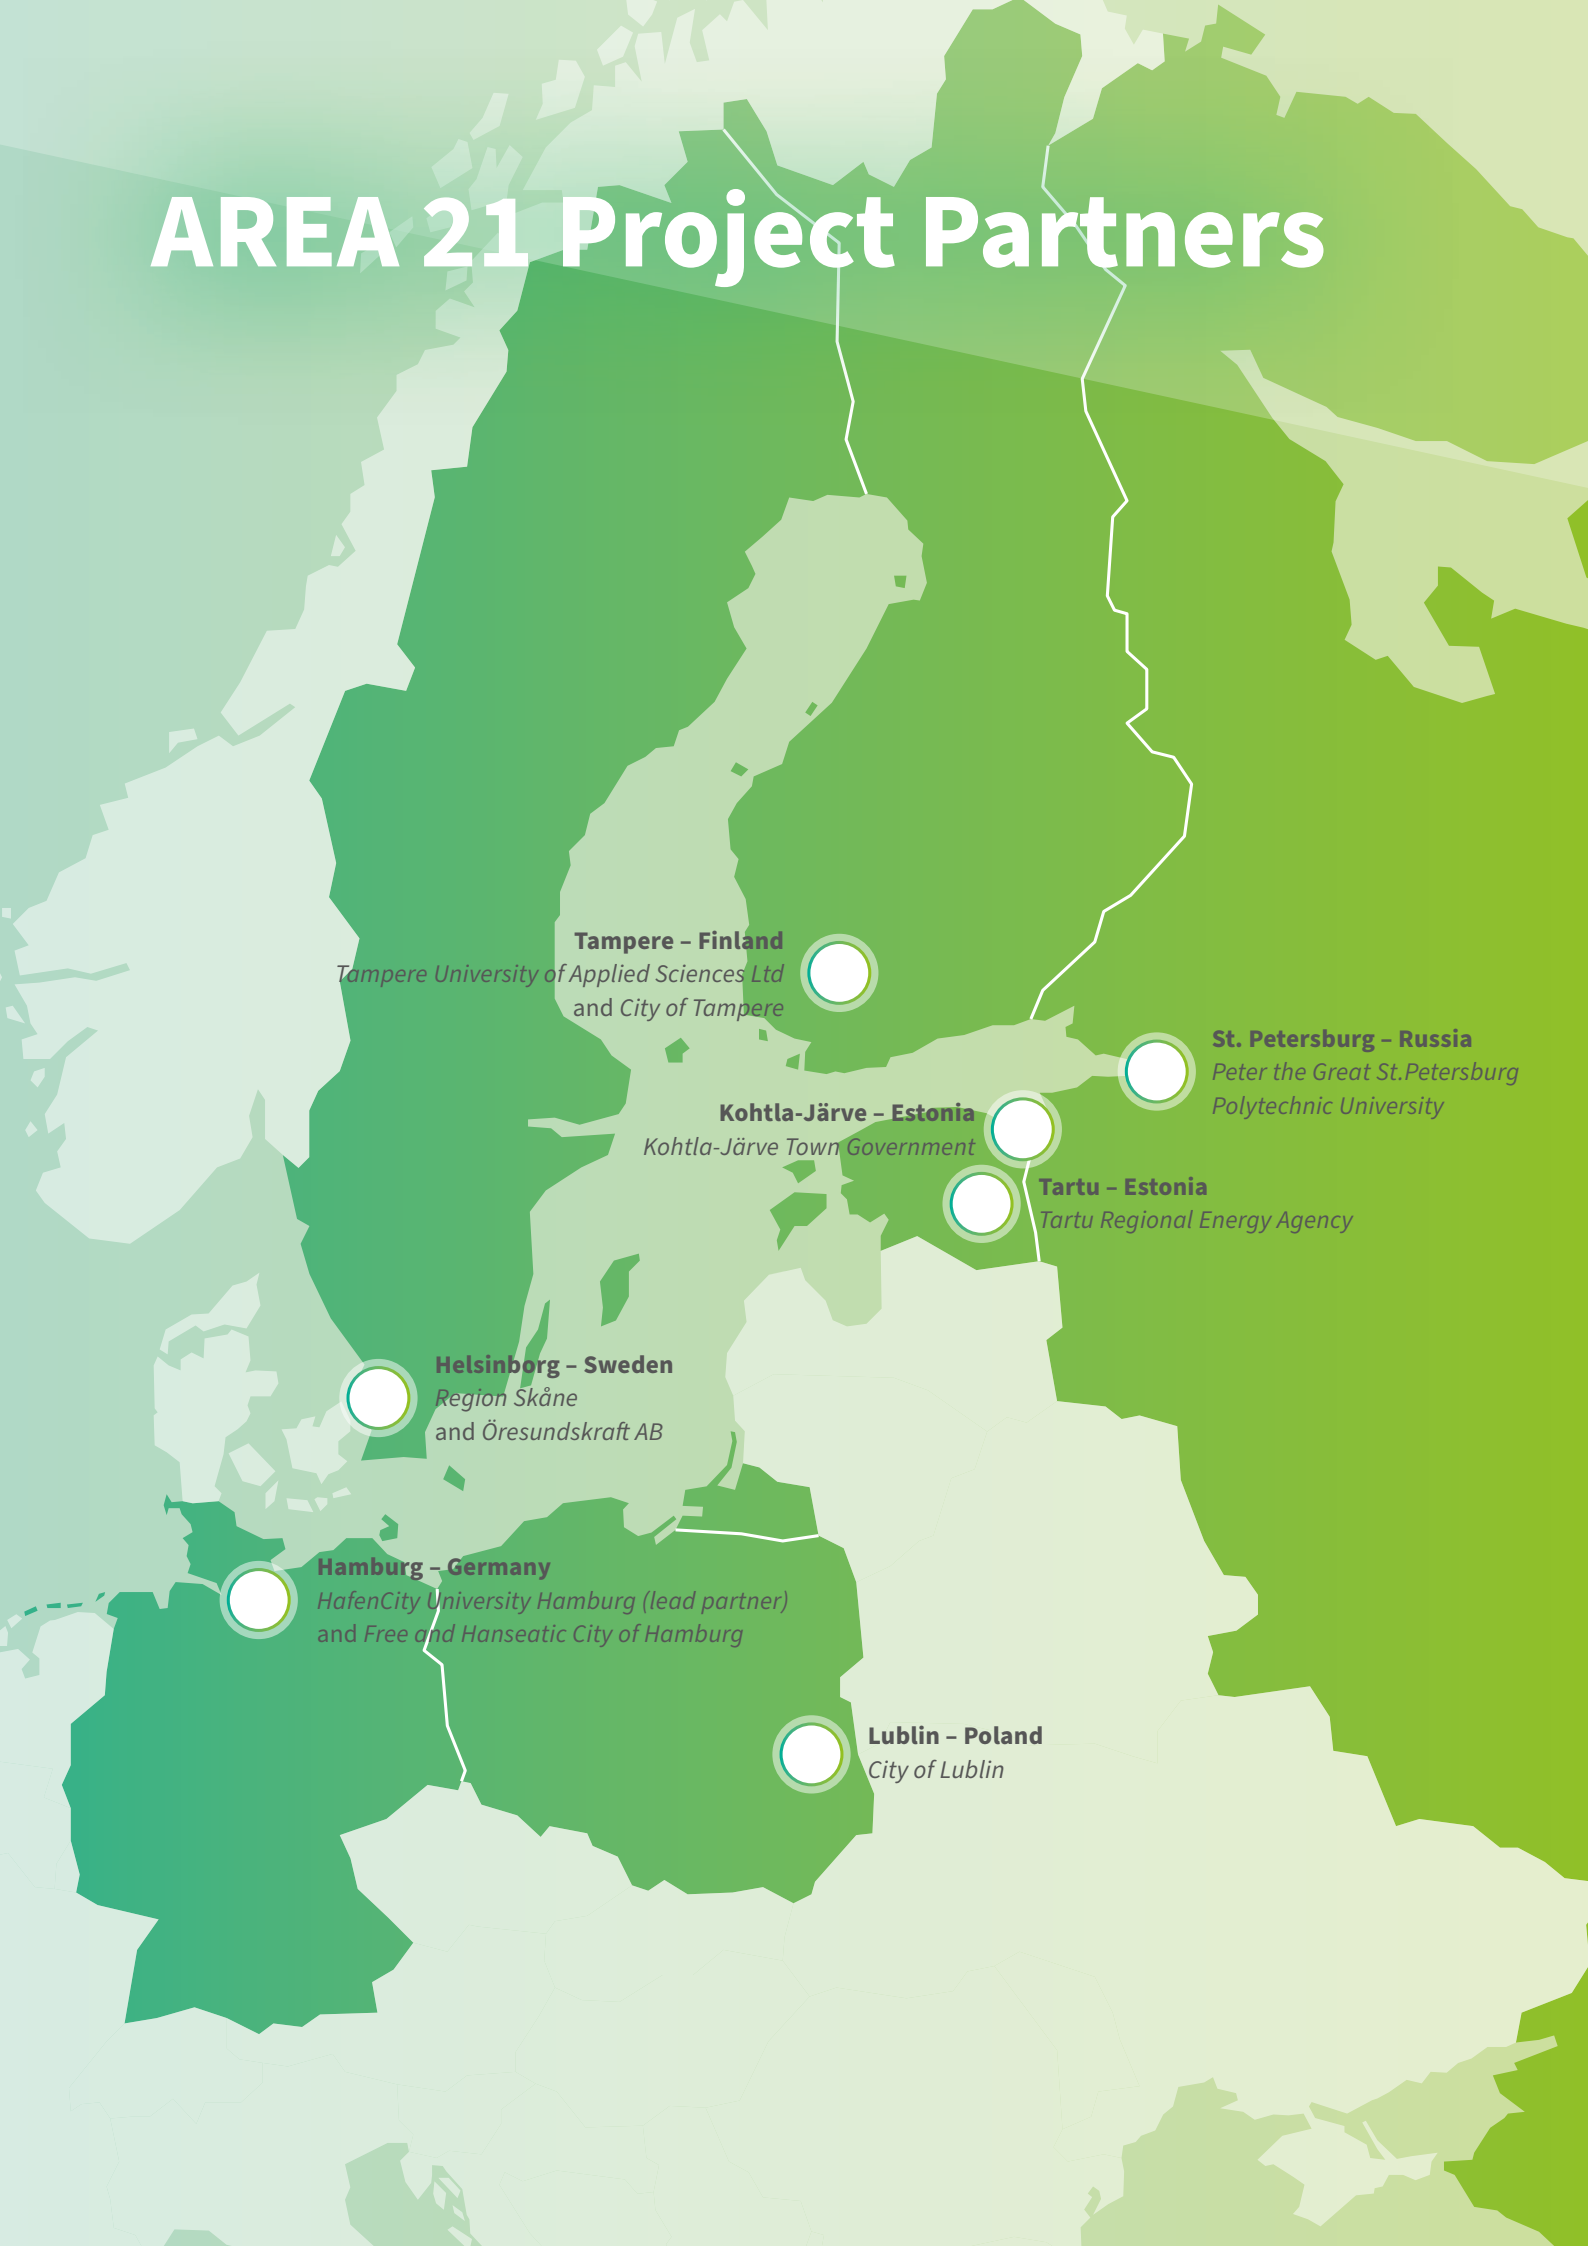 AREA 21 Project Partners
Tampere – Finland
Tampere University of Applied Sciences Ltd
and City of Tampere
St. Petersburg – Russia
Peter the Great St.Petersburg
Polytechnic University
Kohtla-Järve – Estonia
Kohtla-Järve Town Government
Tartu – Estonia
Tartu Regional Energy Agency
Helsinborg – Sweden
Region Skåne
and Öresundskraft AB
Hamburg – Germany
HafenCity University Hamburg (lead partner)
and Free and Hanseatic City of Hamburg
Lublin – Poland
City of Lublin